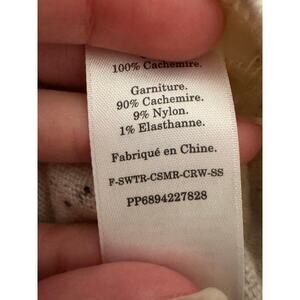 100% Cachemire.
Garniture.
90% Cachemire.
9% Nylon.
1% Elasthanne.
Fabriqué en Chine.
F-SWTR-CSMR-CRW-SS
PP6894227828